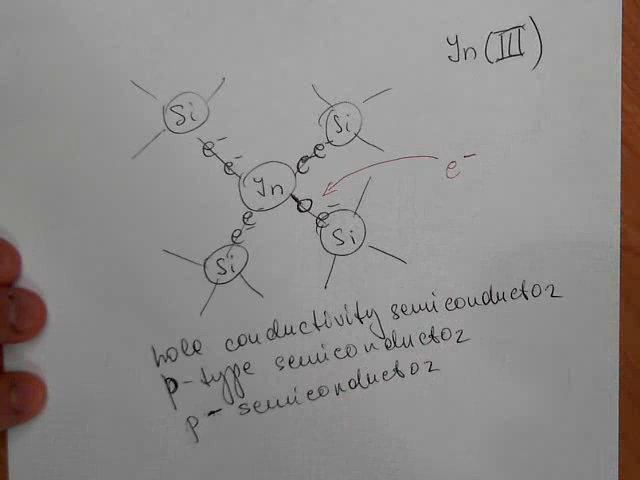 Jn (III)
Si
Si
e⁻
e⁻
e
e
Jn
e⁻
e
e
e⁻
Si
Si
hole conductivity semiconductor
p-type semiconductor
p-semiconductor